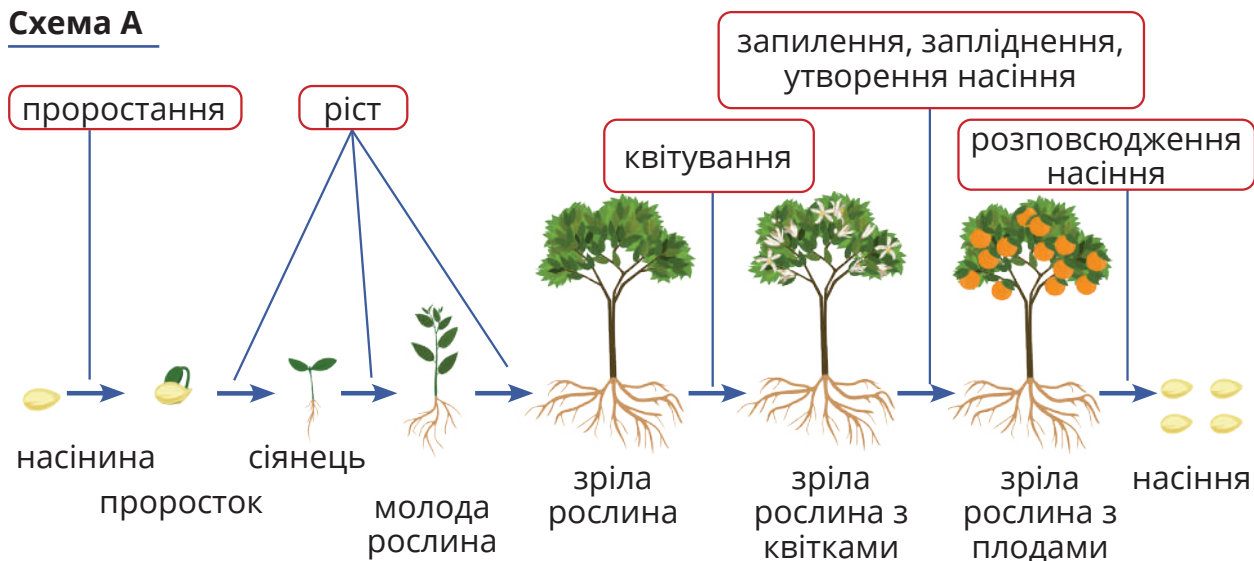 Схема А
проростання
ріст
квітування
запилення, запліднення,
утворення насіння
розповсюдження
насіння
насінина
проросток
сіянець
молода
рослина
зріла
рослина
зріла
рослина з
квітками
зріла
рослина з
плодами
насіння